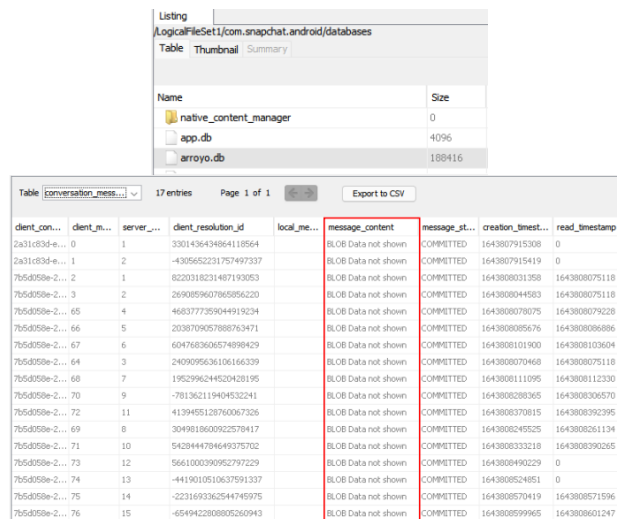 Listing
/LogicalFileSet1/com.snapchat.android/databases
Table Thumbnail Summary
Name Size
native_content_manager 0
app.db 4096
arroyo.db 188416
Table conversation_mess... 17 entries Page 1 of 1 Export to CSV
client_con... client_m... server_... client_resolution_id local_me... message_content message_st... creation_timest... read_timestamp
2a31c83d-e... 0 1 3301436434864118564 BLOB Data not shown COMMITTED 1643807915308 0
2a31c83d-e... 1 2 -4305652231757497337 BLOB Data not shown COMMITTED 1643807915419 0
7b5d058e-2... 2 1 8220318231487193053 BLOB Data not shown COMMITTED 1643808031358 1643808075118
7b5d058e-2... 3 2 2690859607865856220 BLOB Data not shown COMMITTED 1643808044583 1643808075118
7b5d058e-2... 65 4 4683777359044919234 BLOB Data not shown COMMITTED 1643808078075 1643808079228
7b5d058e-2... 66 5 2038709057888763471 BLOB Data not shown COMMITTED 1643808085676 1643808086886
7b5d058e-2... 67 6 6047683606574898429 BLOB Data not shown COMMITTED 1643808101900 1643808103604
7b5d058e-2... 64 3 2409095636106166339 BLOB Data not shown COMMITTED 1643808070468 1643808075118
7b5d058e-2... 68 7 1952996244520428195 BLOB Data not shown COMMITTED 1643808111095 1643808112330
7b5d058e-2... 70 9 -781362119404532241 BLOB Data not shown COMMITTED 1643808288365 1643808306570
7b5d058e-2... 72 11 4139455128760067326 BLOB Data not shown COMMITTED 1643808370815 1643808392395
7b5d058e-2... 69 8 3049818600922578417 BLOB Data not shown COMMITTED 1643808245525 1643808261134
7b5d058e-2... 71 10 5428444784649375702 BLOB Data not shown COMMITTED 1643808333218 1643808390265
7b5d058e-2... 73 12 5661000390952797229 BLOB Data not shown COMMITTED 1643808490229 0
7b5d058e-2... 74 13 -4419010510637591337 BLOB Data not shown COMMITTED 1643808524851 0
7b5d058e-2... 75 14 -2231693362544745975 BLOB Data not shown COMMITTED 1643808570419 1643808571596
7b5d058e-2... 76 15 -6549422808805260943 BLOB Data not shown COMMITTED 1643808599965 1643808601247